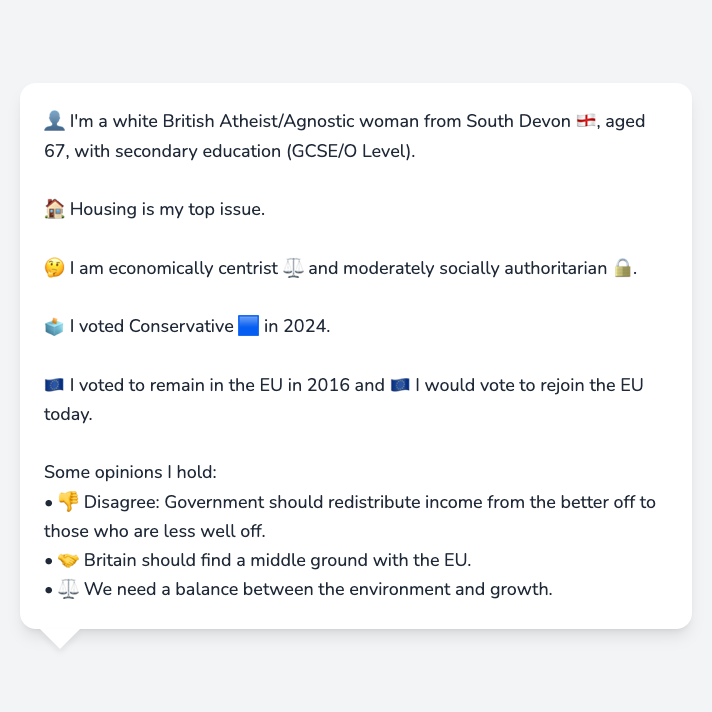 👤 I'm a white British Atheist/Agnostic woman from South Devon 🏴󠁧󠁢󠁥󠁮󠁧󠁿, aged
67, with secondary education (GCSE/O Level).
🏠 Housing is my top issue.
🤔 I am economically centrist ⚖️ and moderately socially authoritarian 🔒.
🗳️ I voted Conservative 🟦 in 2024.
🇪🇺 I voted to remain in the EU in 2016 and 🇪🇺 I would vote to rejoin the EU
today.
Some opinions I hold:
• 👎 Disagree: Government should redistribute income from the better off to
those who are less well off.
• 🤝 Britain should find a middle ground with the EU.
• ⚖️ We need a balance between the environment and growth.